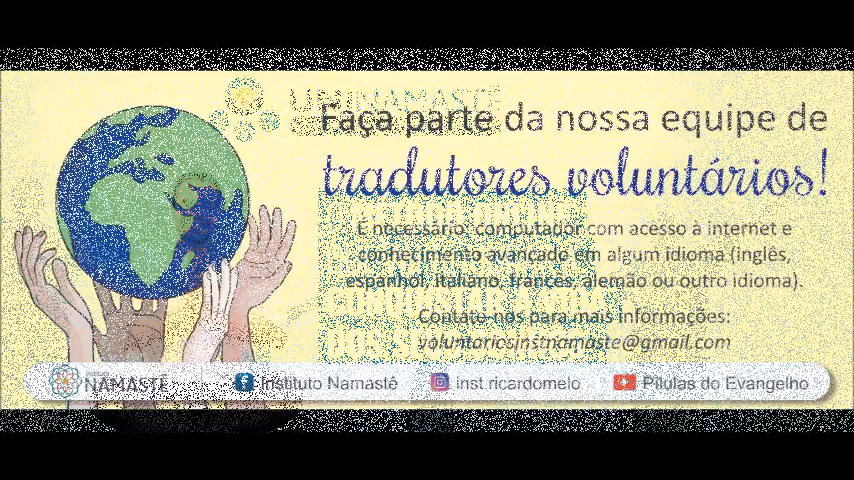 UNINAMASTÊ
Faça parte da nossa equipe de
tradutores voluntários!
É necessário: computador com acesso à internet e
conhecimento avançado em algum idioma (inglês,
espanhol, italiano, francês, alemão ou outro idioma).
Contate-nos para mais informações:
voluntariosinstnamaste@gmail.com
NAMASTÊ Instituto Namastê inst.ricardomelo Pílulas do Evangelho